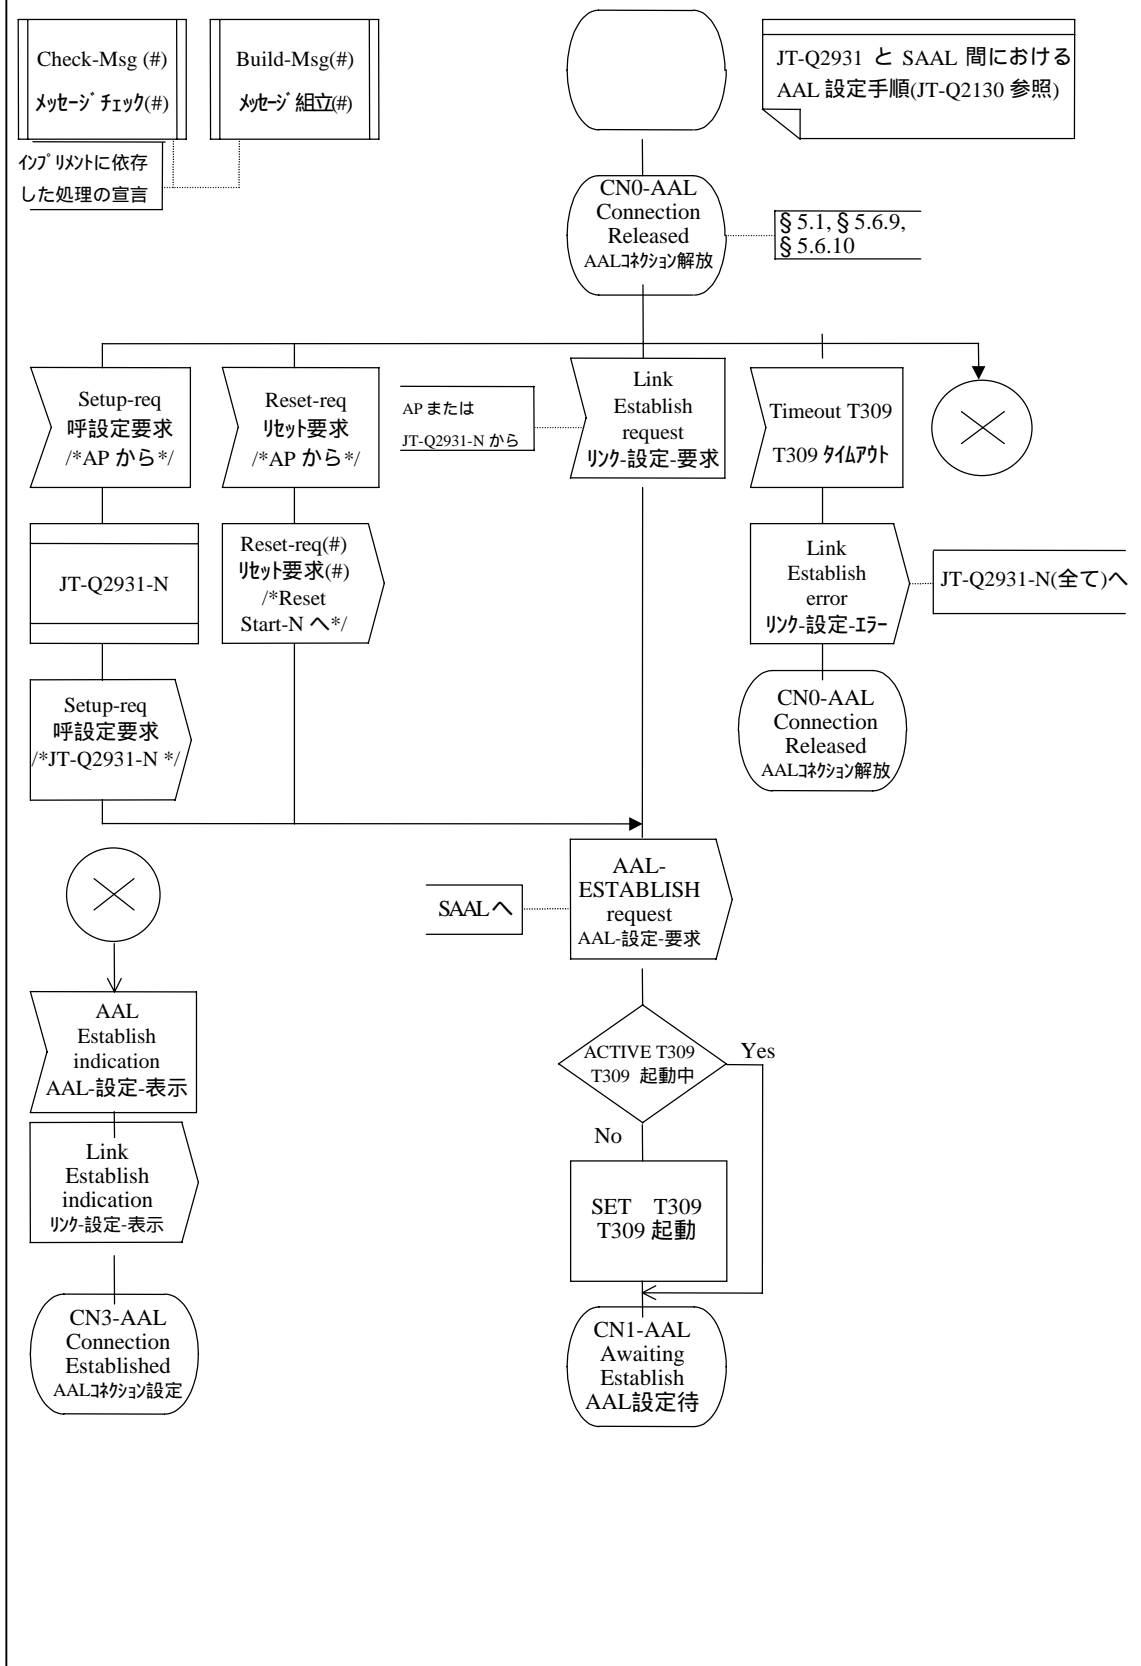 Check-Msg (#)
メッセージチェック(#)
Build-Msg(#)
メッセージ組立(#)
JT-Q2931 と SAAL 間における
AAL 設定手順(JT-Q2130 参照)
インプリメントに依存
した処理の宣言
CN0-AAL
Connection
Released
AALコネクション解放
§5.1, §5.6.9,
§5.6.10
Setup-req
呼設定要求
/*AP から*/
Reset-req
リセット要求
/*AP から*/
AP または
JT-Q2931-N から
Link
Establish
request
リンク-設定-要求
Timeout T309
T309 タイムアウト
JT-Q2931-N
Reset-req(#)
リセット要求(#)
/*Reset
Start-N へ*/
Link
Establish
error
リンク-設定-エラー
JT-Q2931-N(全て)へ
Setup-req
呼設定要求
/*JT-Q2931-N */
CN0-AAL
Connection
Released
AALコネクション解放
SAALへ
AAL-
ESTABLISH
request
AAL-設定-要求
AAL
Establish
indication
AAL-設定-表示
ACTIVE T309
T309 起動中
Yes
No
Link
Establish
indication
リンク-設定-表示
SET T309
T309 起動
CN3-AAL
Connection
Established
AALコネクション設定
CN1-AAL
Awaiting
Establish
AAL設定待